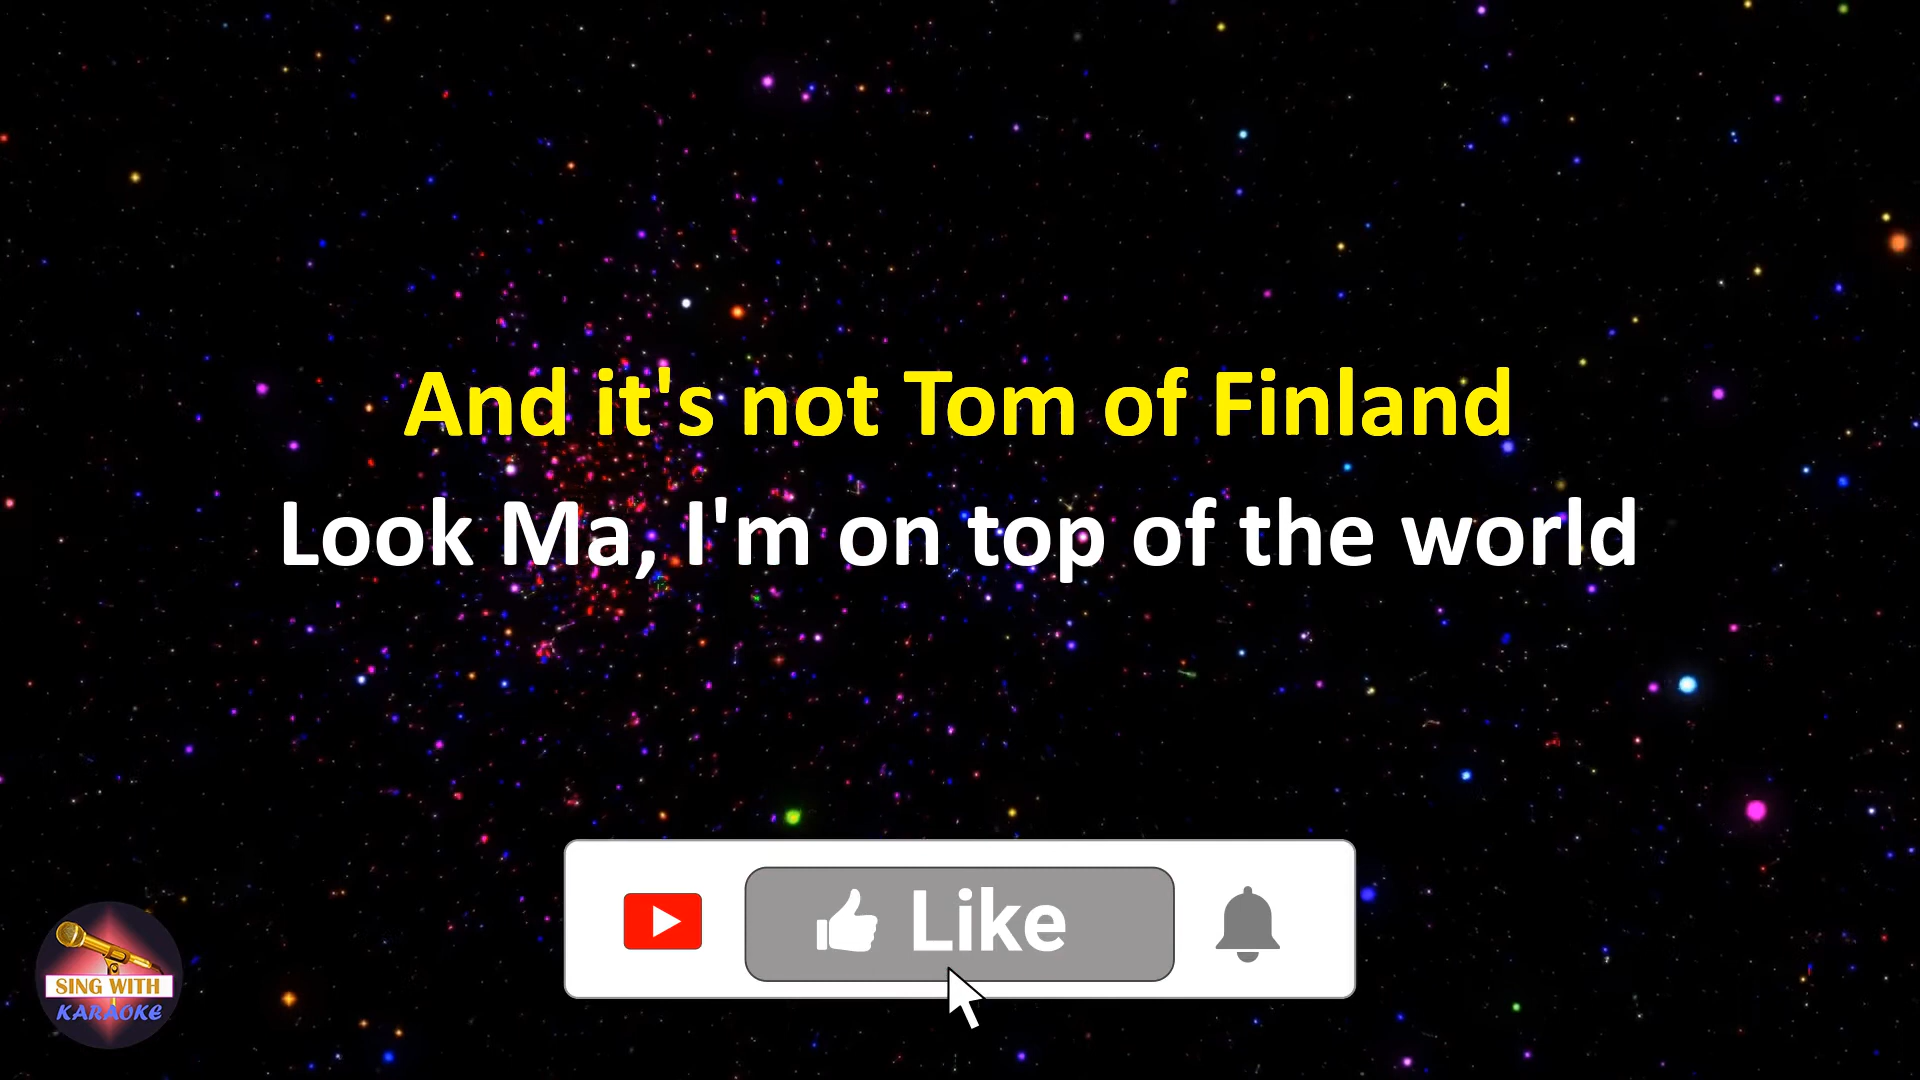 And it's not Tom of Finland
Look Ma, I'm on top of the world
Like
SING WITH
KARAOKE